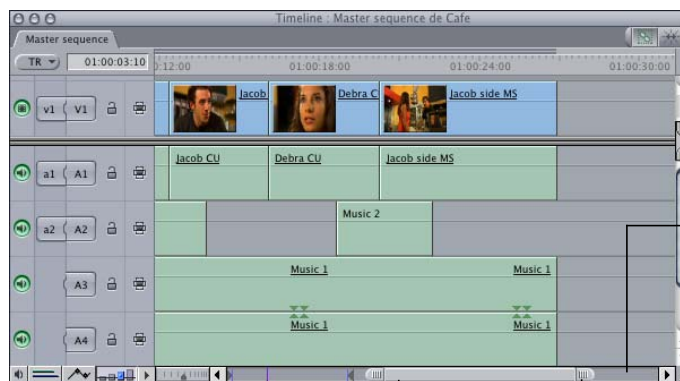 Timeline : Master sequence de Cafe
Master sequence
TR 01:00:03:10 0:12:00 01:00:18:00 01:00:24:00 01:00:30:00
v1 V1 Jacob Debra C Jacob side MS
a1 A1 Jacob CU Debra CU Jacob side MS
a2 A2 Music 2
A3 Music 1 Music 1
A4 Music 1 Music 1